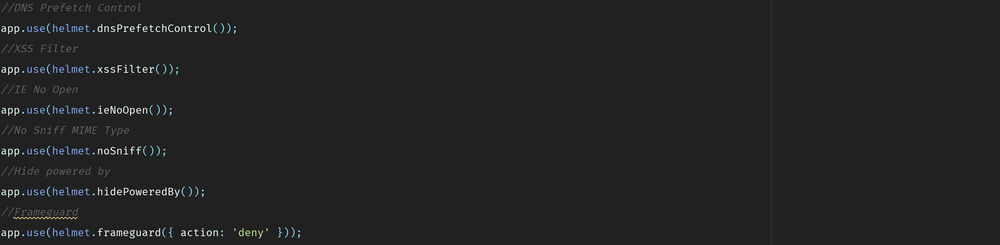 //DNS Prefetch Control
app.use(helmet.dnsPrefetchControl());
//XSS Filter
app.use(helmet.xssFilter());
//IE No Open
app.use(helmet.ieNoOpen());
//No Sniff MIME Type
app.use(helmet.noSniff());
//Hide powered by
app.use(helmet.hidePoweredBy());
//Frameguard
app.use(helmet.frameguard({ action: 'deny' }));